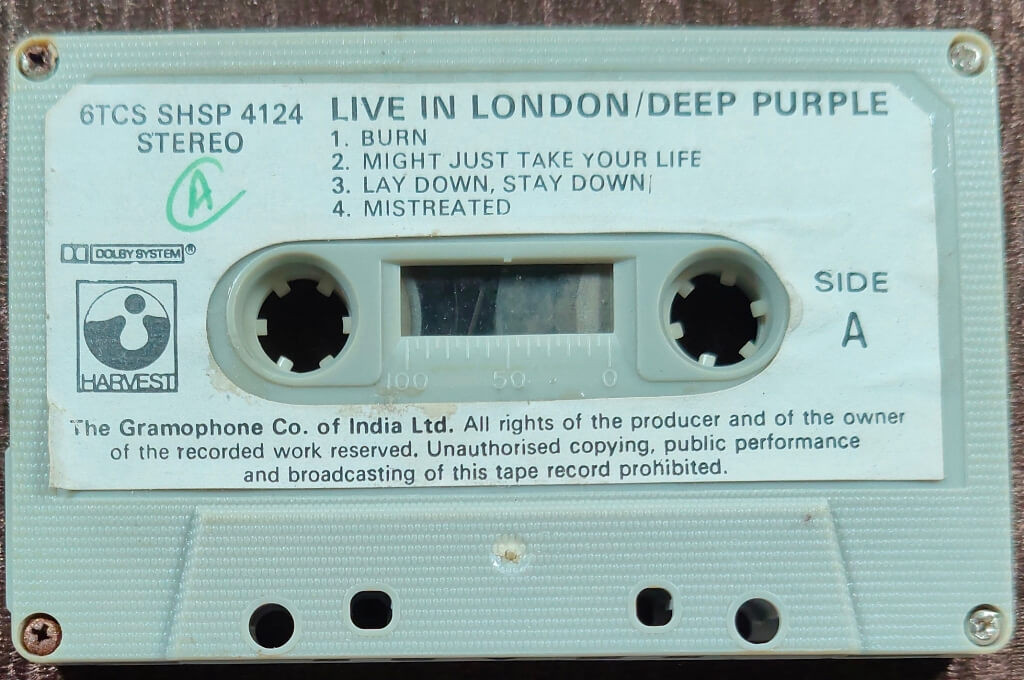 6TCS SHSP 4124
STEREO
A
LIVE IN LONDON/DEEP PURPLE
1. BURN
2. MIGHT JUST TAKE YOUR LIFE
3. LAY DOWN, STAY DOWN
4. MISTREATED
DOLBY SYSTEM®
HARVEST
SIDE
A
100 50 0
The Gramophone Co. of India Ltd. All rights of the producer and of the owner
of the recorded work reserved. Unauthorised copying, public performance
and broadcasting of this tape record prohibited.